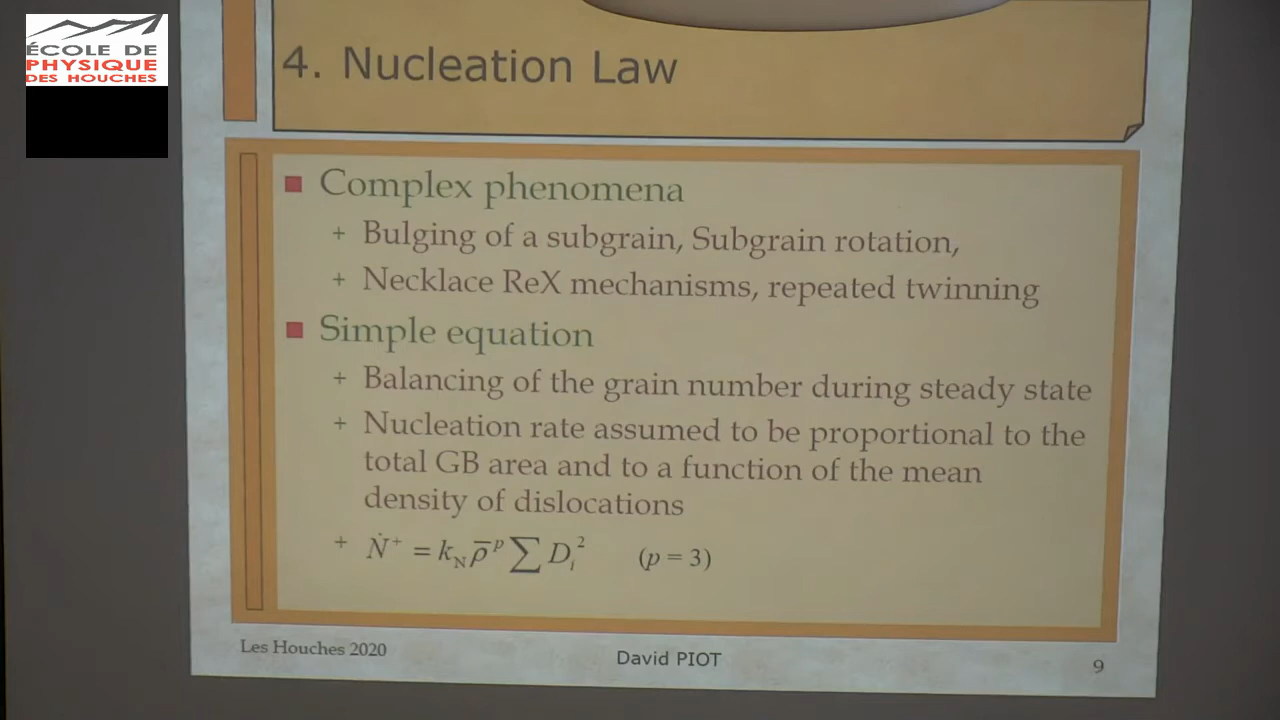 ÉCOLE DE
PHYSIQUE
DES HOUCHES
4. Nucleation Law
Complex phenomena
+ Bulging of a subgrain, Subgrain rotation,
+ Necklace ReX mechanisms, repeated twinning
Simple equation
+ Balancing of the grain number during steady state
+ Nucleation rate assumed to be proportional to the
total GB area and to a function of the mean
density of dislocations
+ Ṅ⁺ = k_N ρ̄^p ∑ D_i² (p = 3)
Les Houches 2020
David PIOT
9